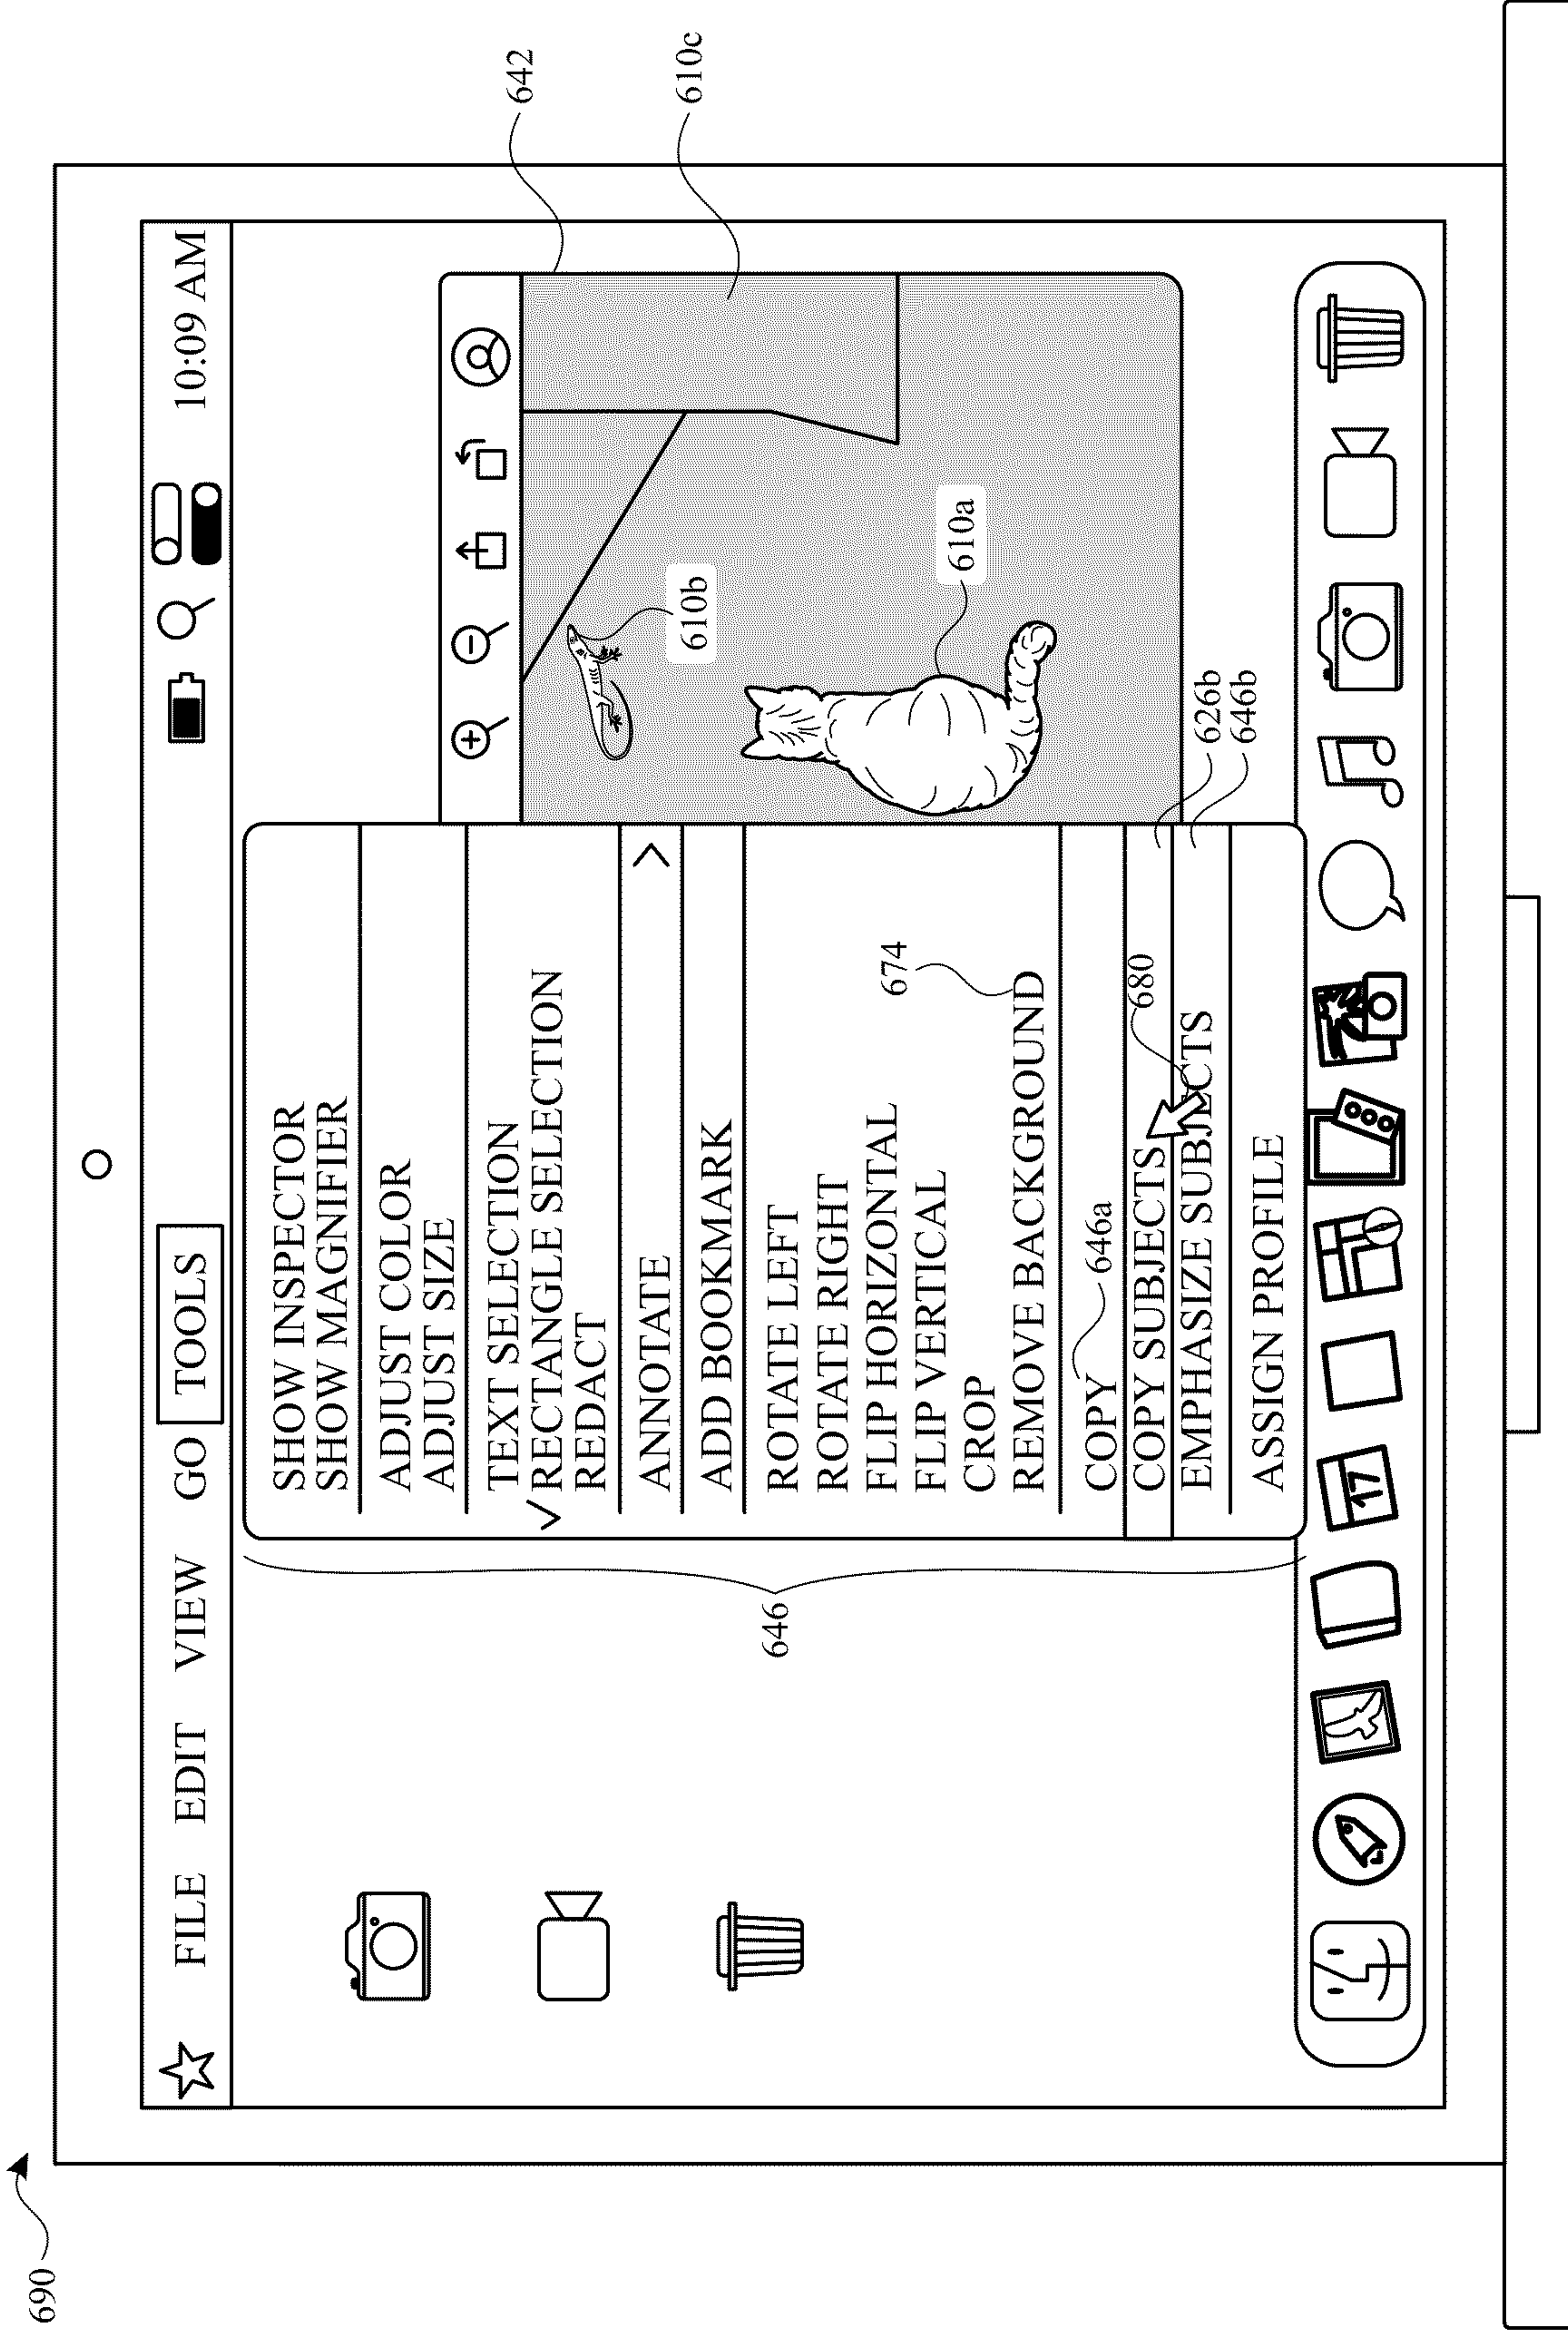 690
FILE EDIT VIEW GO TOOLS 10:09 AM
642
610c
SHOW INSPECTOR
SHOW MAGNIFIER
ADJUST COLOR
ADJUST SIZE
TEXT SELECTION
RECTANGLE SELECTION
REDACT
ANNOTATE
ADD BOOKMARK
ROTATE LEFT
ROTATE RIGHT
FLIP HORIZONTAL
FLIP VERTICAL
CROP
REMOVE BACKGROUND
674
COPY
646a
COPY SUBJECTS
680
EMPHASIZE SUBJECTS
ASSIGN PROFILE
646
610b
610a
626b
646b
17